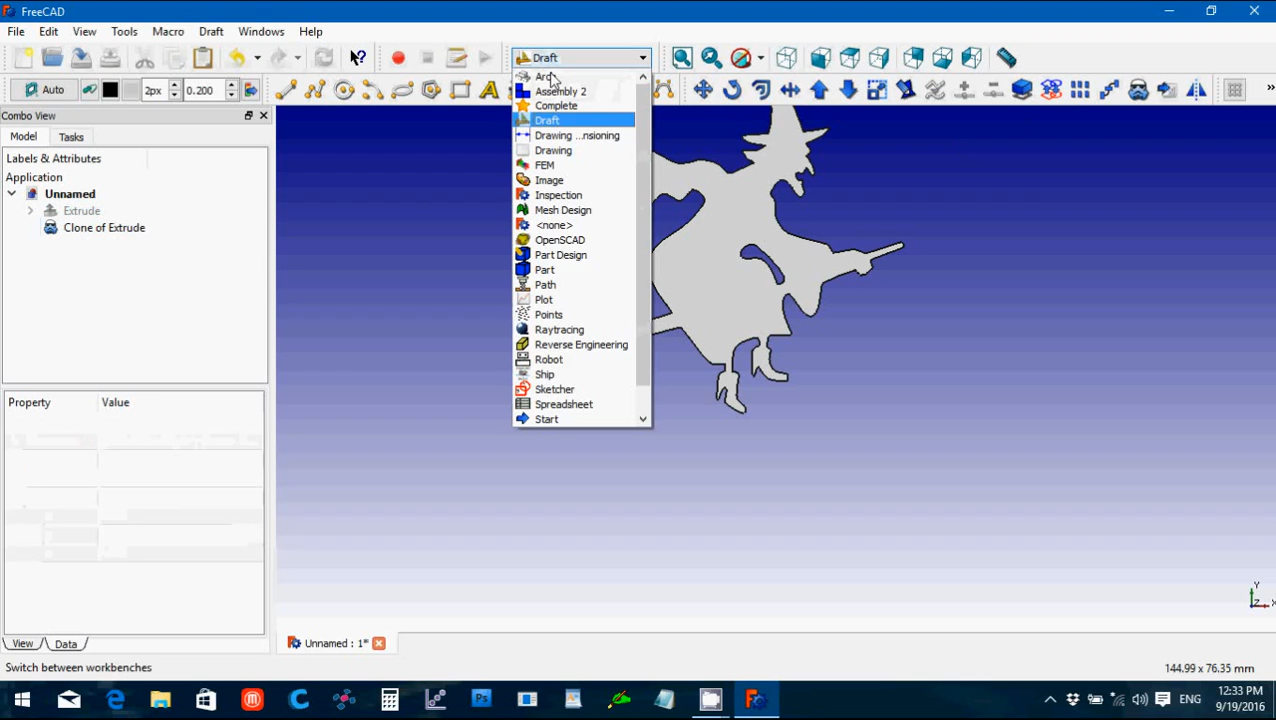 FreeCAD
File Edit View Tools Macro Draft Windows Help
Draft
Auto 2px 0.200
Combo View
Model Tasks
Labels & Attributes
Application
Unnamed
Extrude
Clone of Extrude
Assembly 2
Complete
Draft
Drawing ...nsioning
Drawing
FEM
Image
Inspection
Mesh Design
<none>
OpenSCAD
Part Design
Part
Path
Plot
Points
Raytracing
Reverse Engineering
Robot
Ship
Sketcher
Spreadsheet
Start
Property Value
Y
Z X
View Data
Unnamed : 1*
Switch between workbenches
144.99 x 76.35 mm
ENG
12:33 PM
9/19/2016